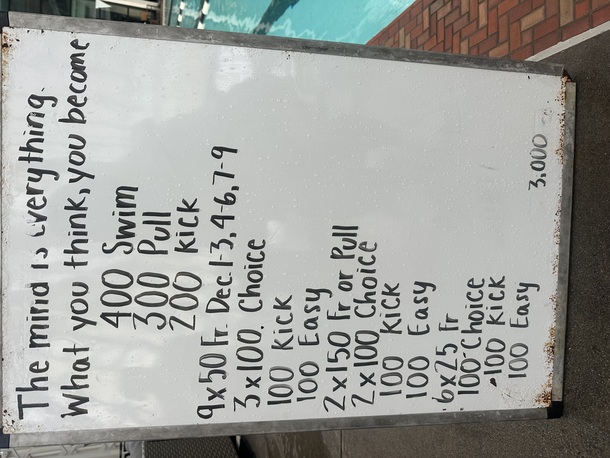 The mind is everything.
What you think, you become
400 Swim
300 Pull
200 kick
9x50 Fr. Dec. 1-3, 4-6, 7-9
3x100. Choice
100 Kick
100 Easy
2x150 Fr or Pull
2x100 Choice
100 kick
100 Easy
6x25 Fr
100 Choice
100 Kick
100 Easy
3,000